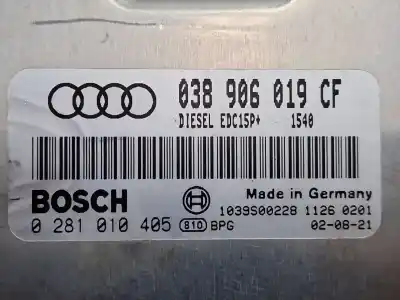 038 906 019 CF
DIESEL EDC15P+ 1540
BOSCH
Made in Germany
1039S00228 1126 0201
0 281 010 405 810 BPG 02-08-21